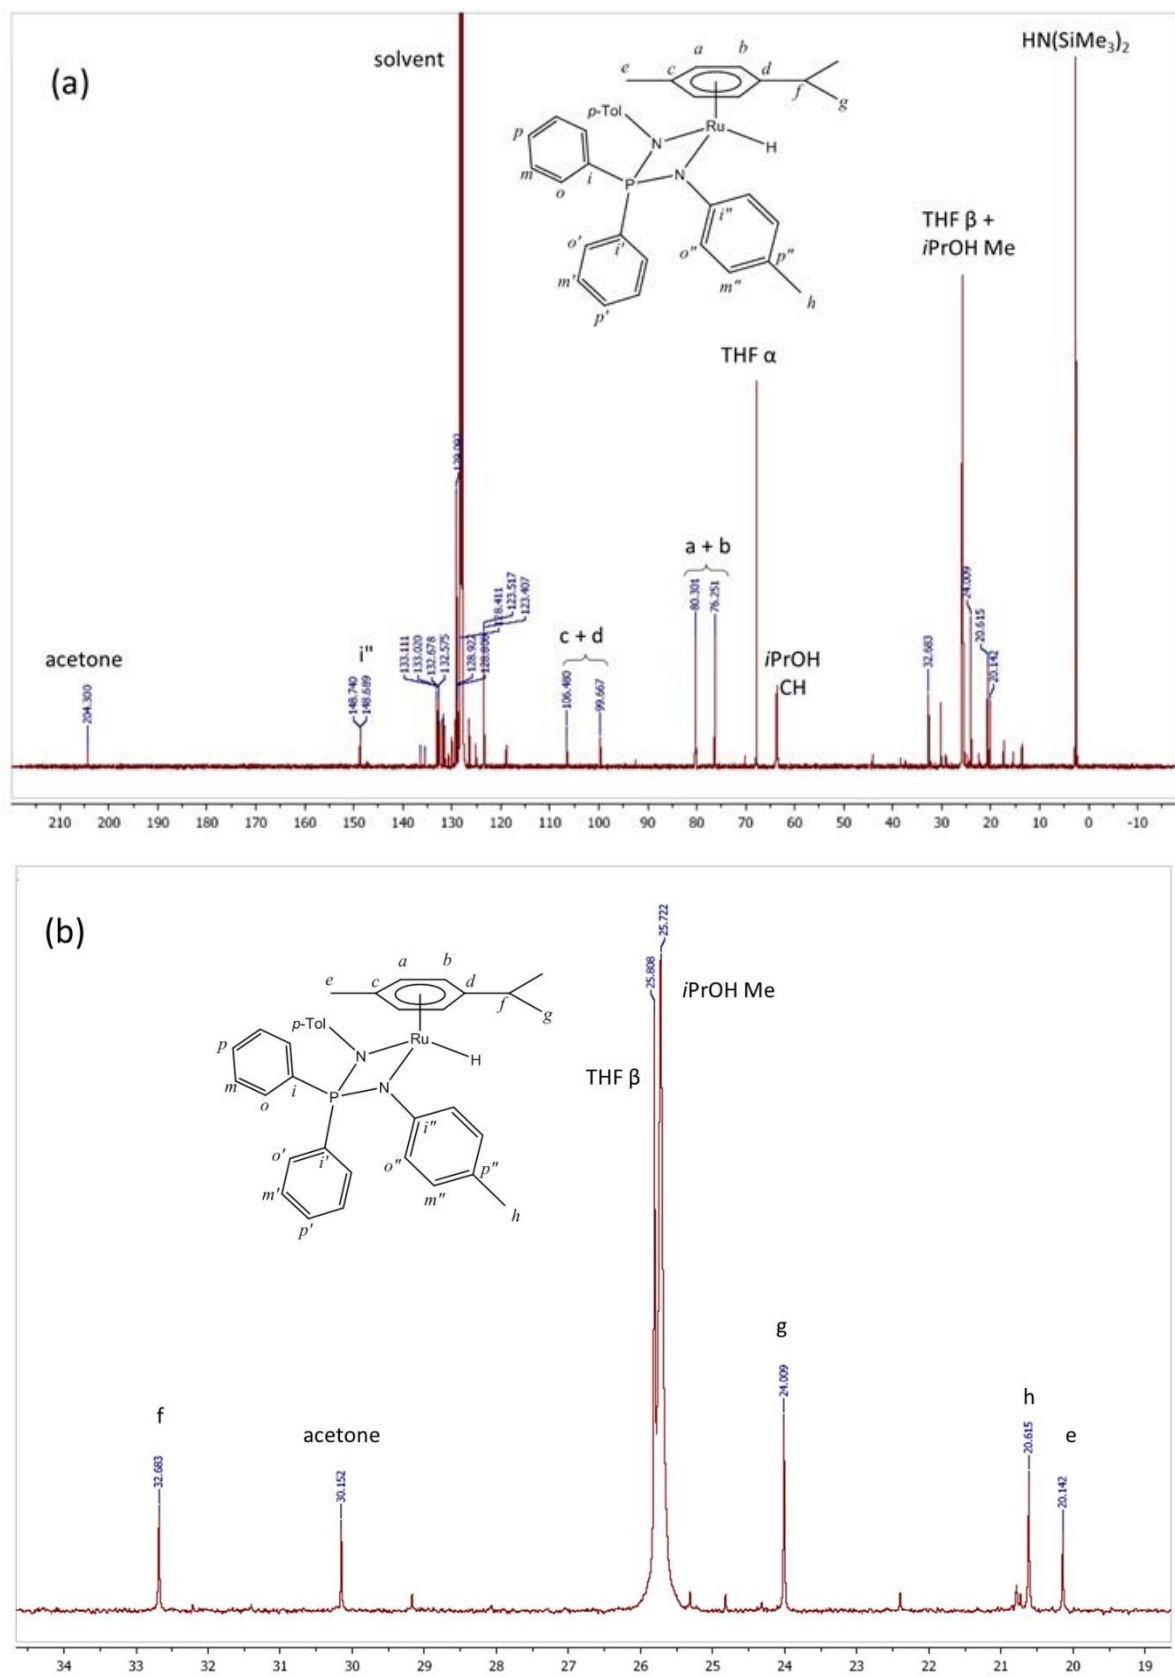 (a)
solvent
HN(SiMe3)2
e
a
b
c
d
f
g
p-Tol
Ru
H
N
N
P
p
m
o
i
i"
o"
p"
m"
h
o'
i'
m'
p'
THF β +
iPrOH Me
THF α
129.092
a + b
80.301
76.251
c + d
106.480
99.667
iPrOH
CH
acetone
204.300
i"
148.740
148.689
133.111
133.020
132.678
132.575
128.922
128.806
128.411
123.517
123.407
32.683
24.009
20.615
20.142
210 200 190 180 170 160 150 140 130 120 110 100 90 80 70 60 50 40 30 20 10 0 -10
(b)
e
a
b
c
d
f
g
p-Tol
Ru
H
N
N
P
p
m
o
i
i"
o"
p"
m"
h
o'
i'
m'
p'
25.808
25.722
iPrOH Me
THF β
g
24.009
f
32.683
acetone
30.152
h
20.615
e
20.142
34 33 32 31 30 29 28 27 26 25 24 23 22 21 20 19